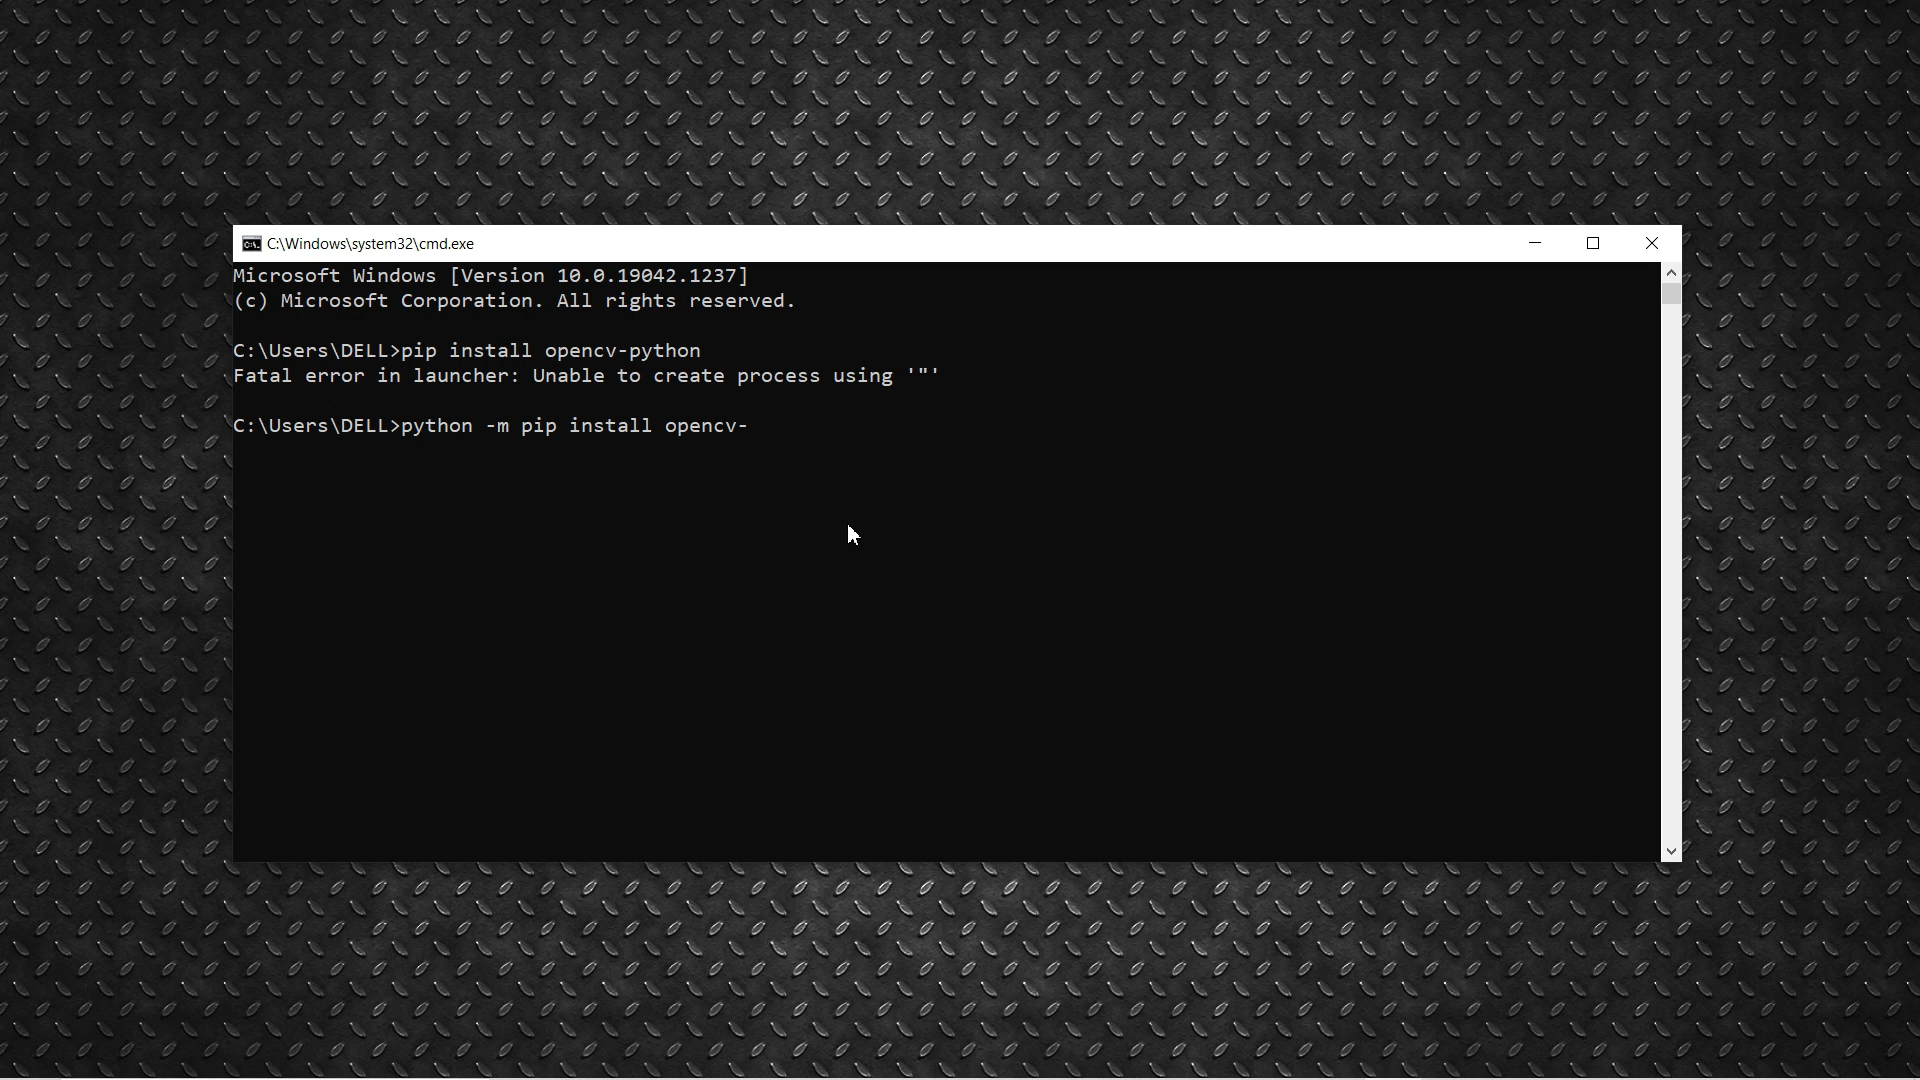 C:\Windows\system32\cmd.exe
Microsoft Windows [Version 10.0.19042.1237]
(c) Microsoft Corporation. All rights reserved.
C:\Users\DELL>pip install opencv-python
Fatal error in launcher: Unable to create process using '"'
C:\Users\DELL>python -m pip install opencv-